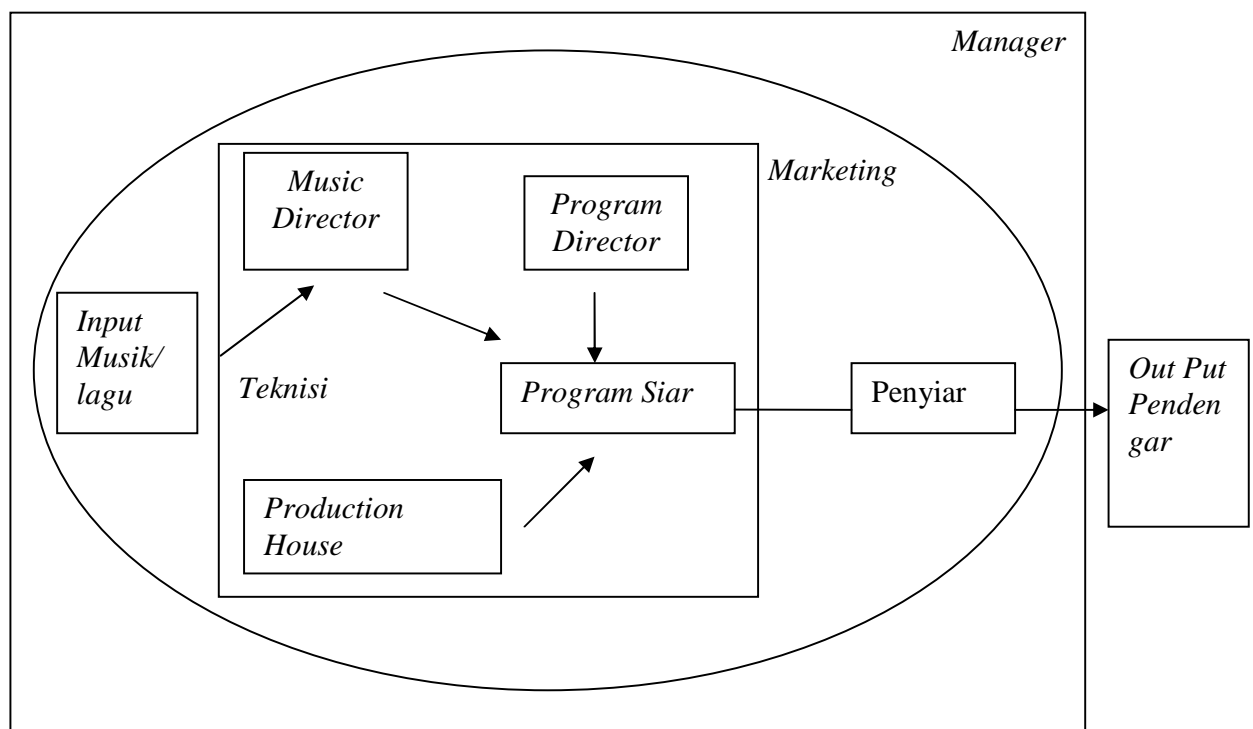 Manager
Music
Director
Program
Director
Marketing
Input
Musik/
lagu
Teknisi
Program Siar
Penyiar
Out Put
Penden
gar
Production
House